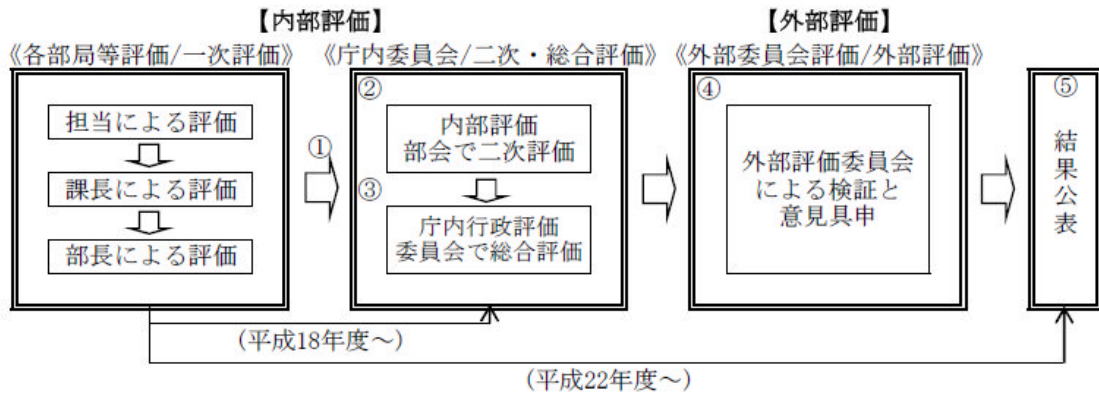 【内部評価】
【外部評価】
《各部局等評価/一次評価》
《庁内委員会/二次・総合評価》
《外部委員会評価/外部評価》
担当による評価
課長による評価
部長による評価
①
②
内部評価
部会で二次評価
③
庁内行政評価
委員会で総合評価
④
外部評価委員会
による検証と
意見具申
⑤
結果公表
(平成18年度～)
(平成22年度～)